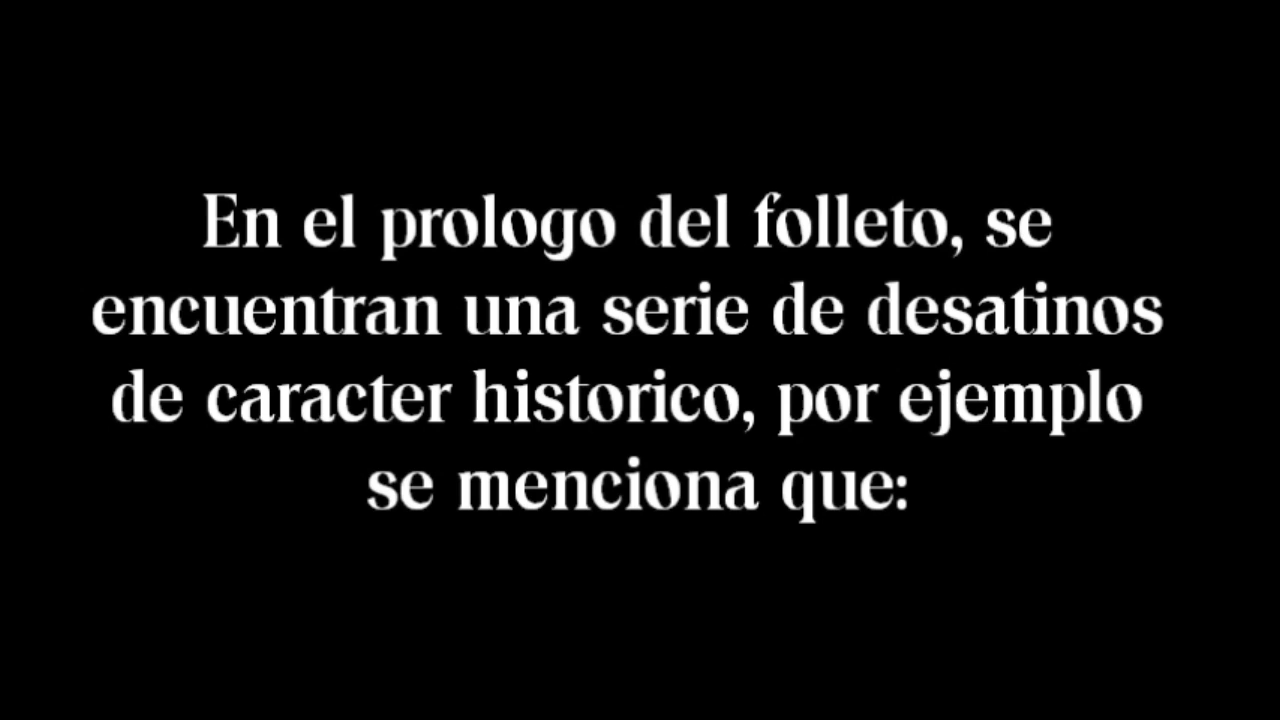 En el prologo del folleto, se
encuentran una serie de desatinos
de caracter historico, por ejemplo
se menciona que: